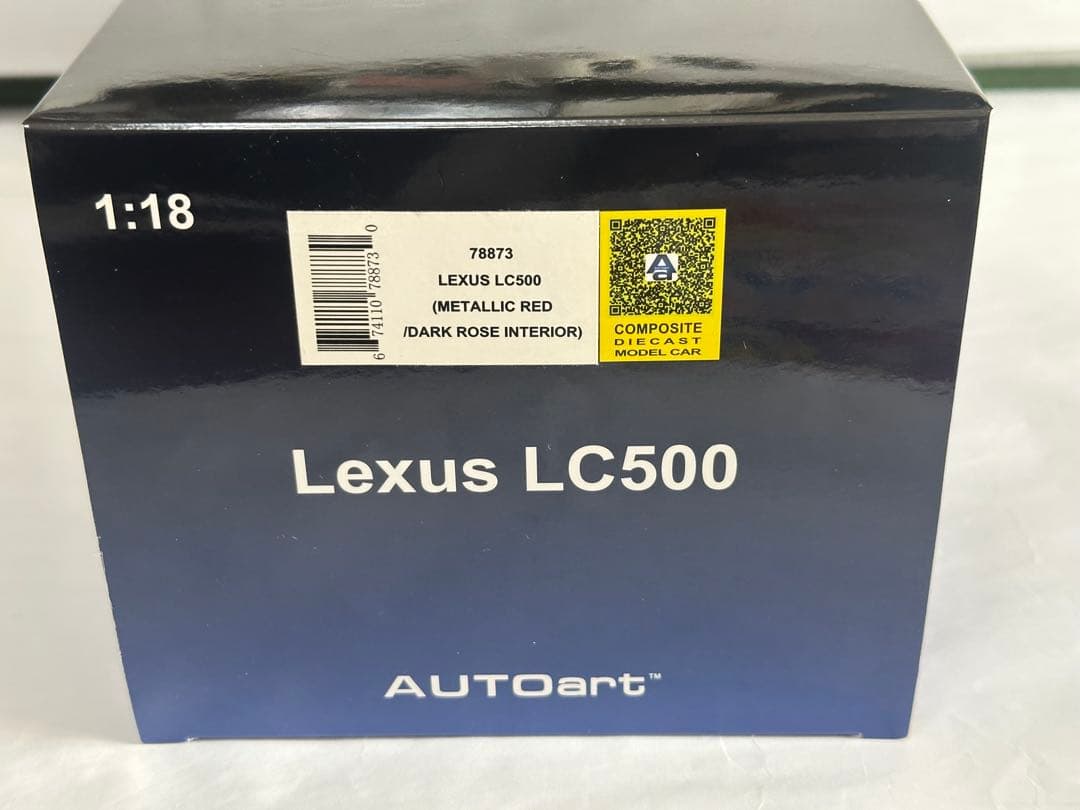 1:18
6 74110 78873 0
78873
LEXUS LC500
(METALLIC RED
/DARK ROSE INTERIOR)
Aa
COMPOSITE
DIECAST
MODEL CAR
Lexus LC500
AUTOart™